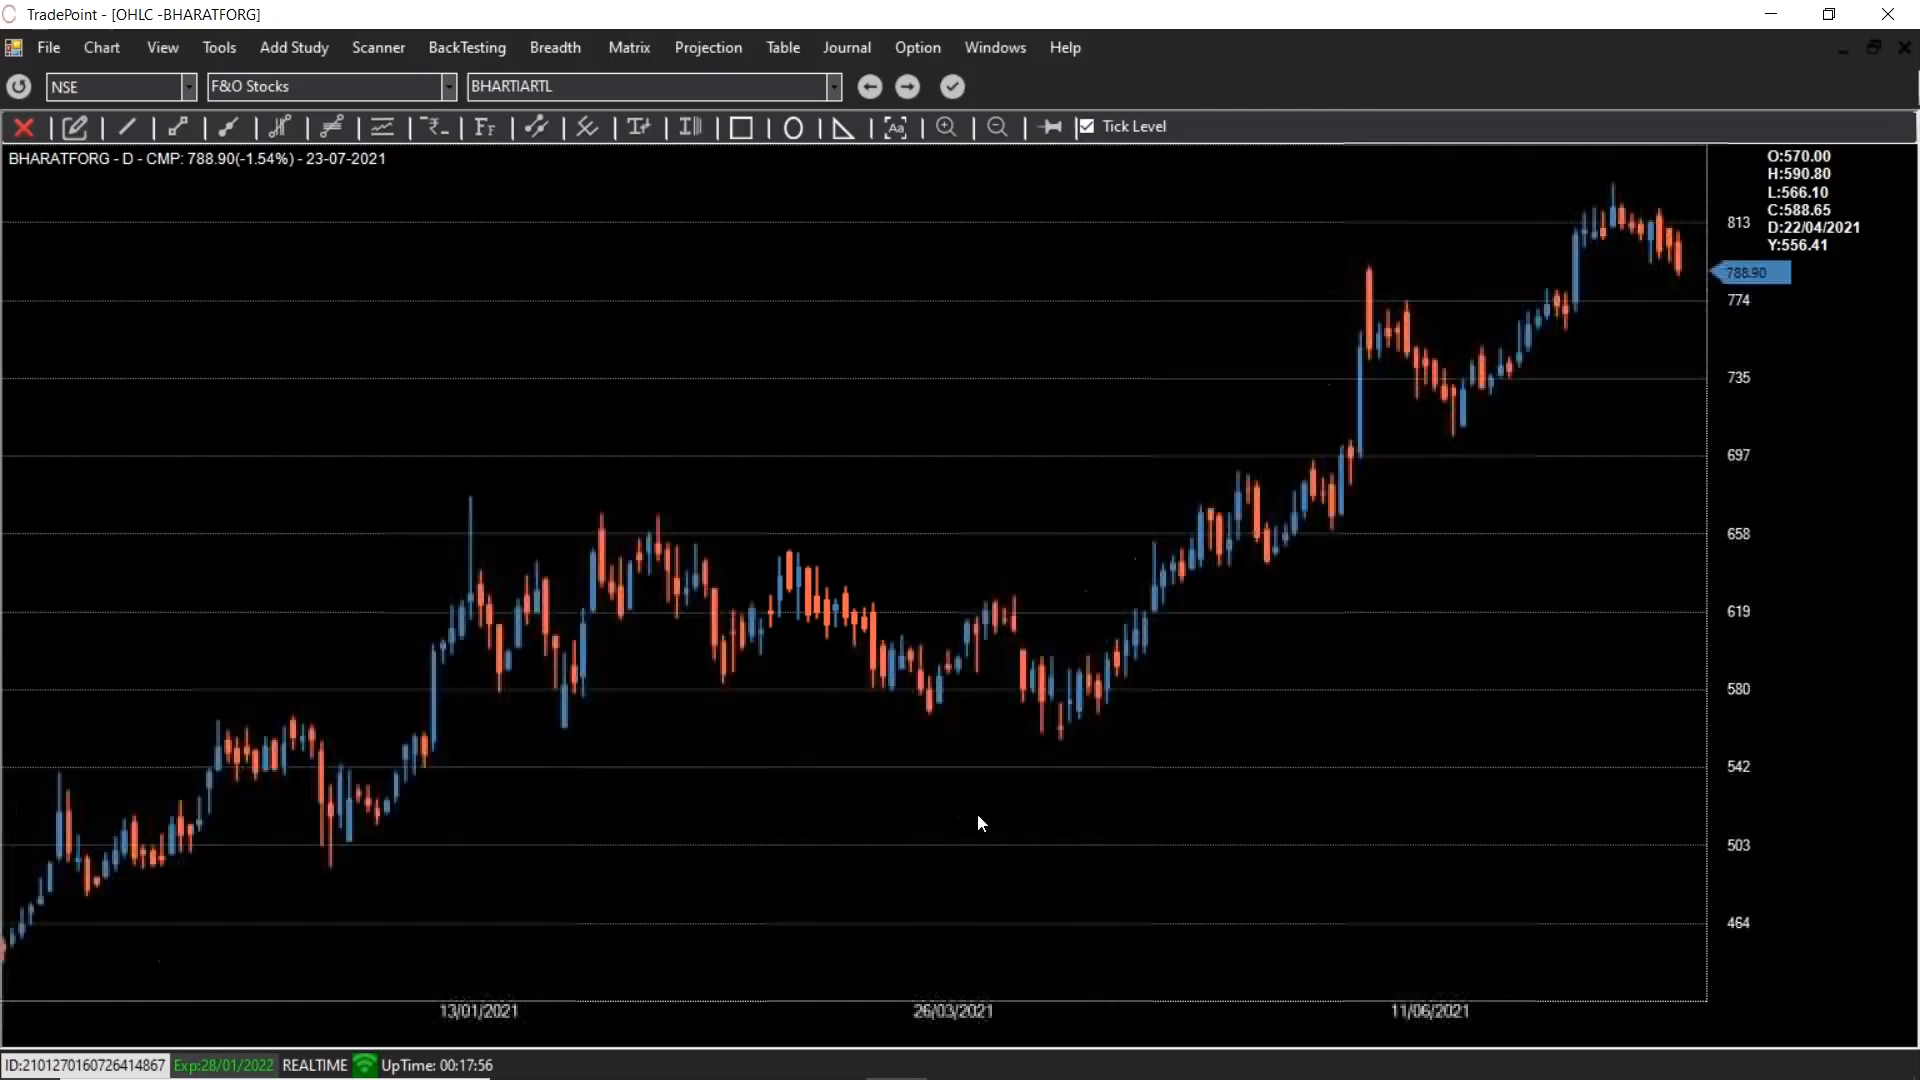 TradePoint - [OHLC -BHARATFORG]
File Chart View Tools Add Study Scanner BackTesting Breadth Matrix Projection Table Journal Option Windows Help
NSE F&O Stocks BHARTIARTL
Tick Level
BHARATFORG - D - CMP: 788.90(-1.54%) - 23-07-2021
O:570.00
H:590.80
L:566.10
C:588.65
D:22/04/2021
Y:556.41
813
788.90
774
735
697
658
619
580
542
503
464
13/01/2021 26/03/2021 11/06/2021
ID:2101270160726414867 Exp:28/01/2022 REALTIME UpTime: 00:17:56